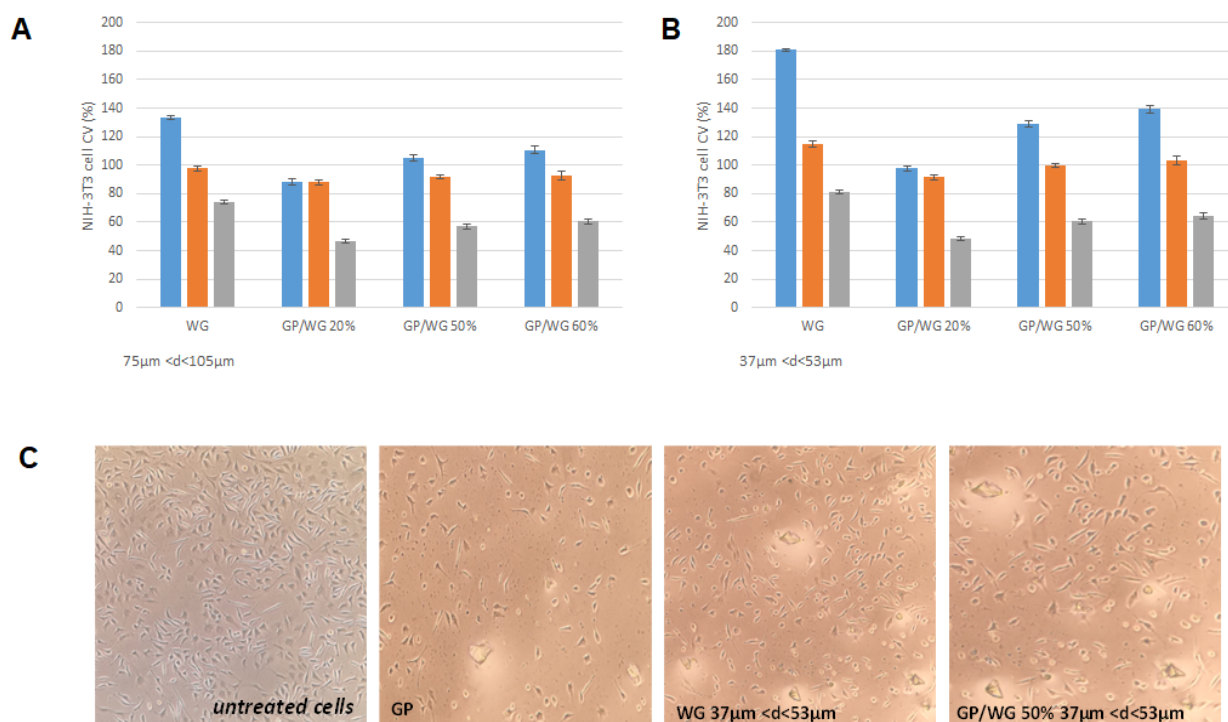 A
NIH-3T3 cell CV (%)
200
180
160
140
120
100
80
60
40
20
0
WG
GP/WG 20%
GP/WG 50%
GP/WG 60%
75µm <d<105µm
B
NIH-3T3 cell CV (%)
200
180
160
140
120
100
80
60
40
20
0
WG
GP/WG 20%
GP/WG 50%
GP/WG 60%
37µm <d<53µm
C
untreated cells
GP
WG 37µm <d<53µm
GP/WG 50% 37µm <d<53µm